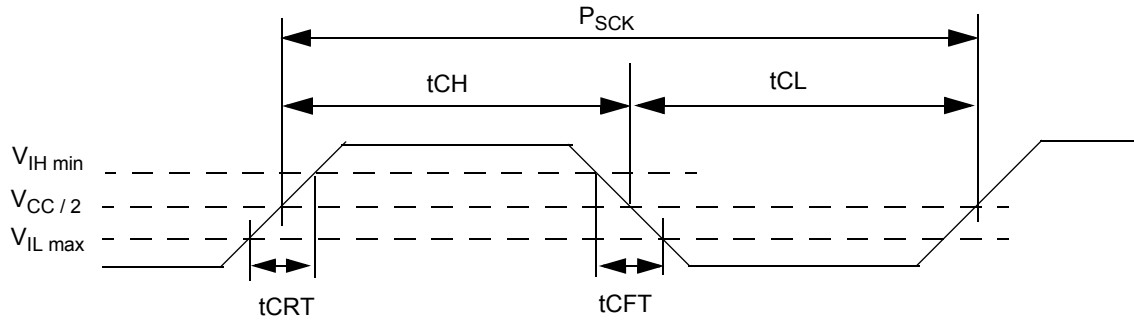 PSCK
tCH
tCL
VIH min
VCC / 2
VIL max
tCRT
tCFT